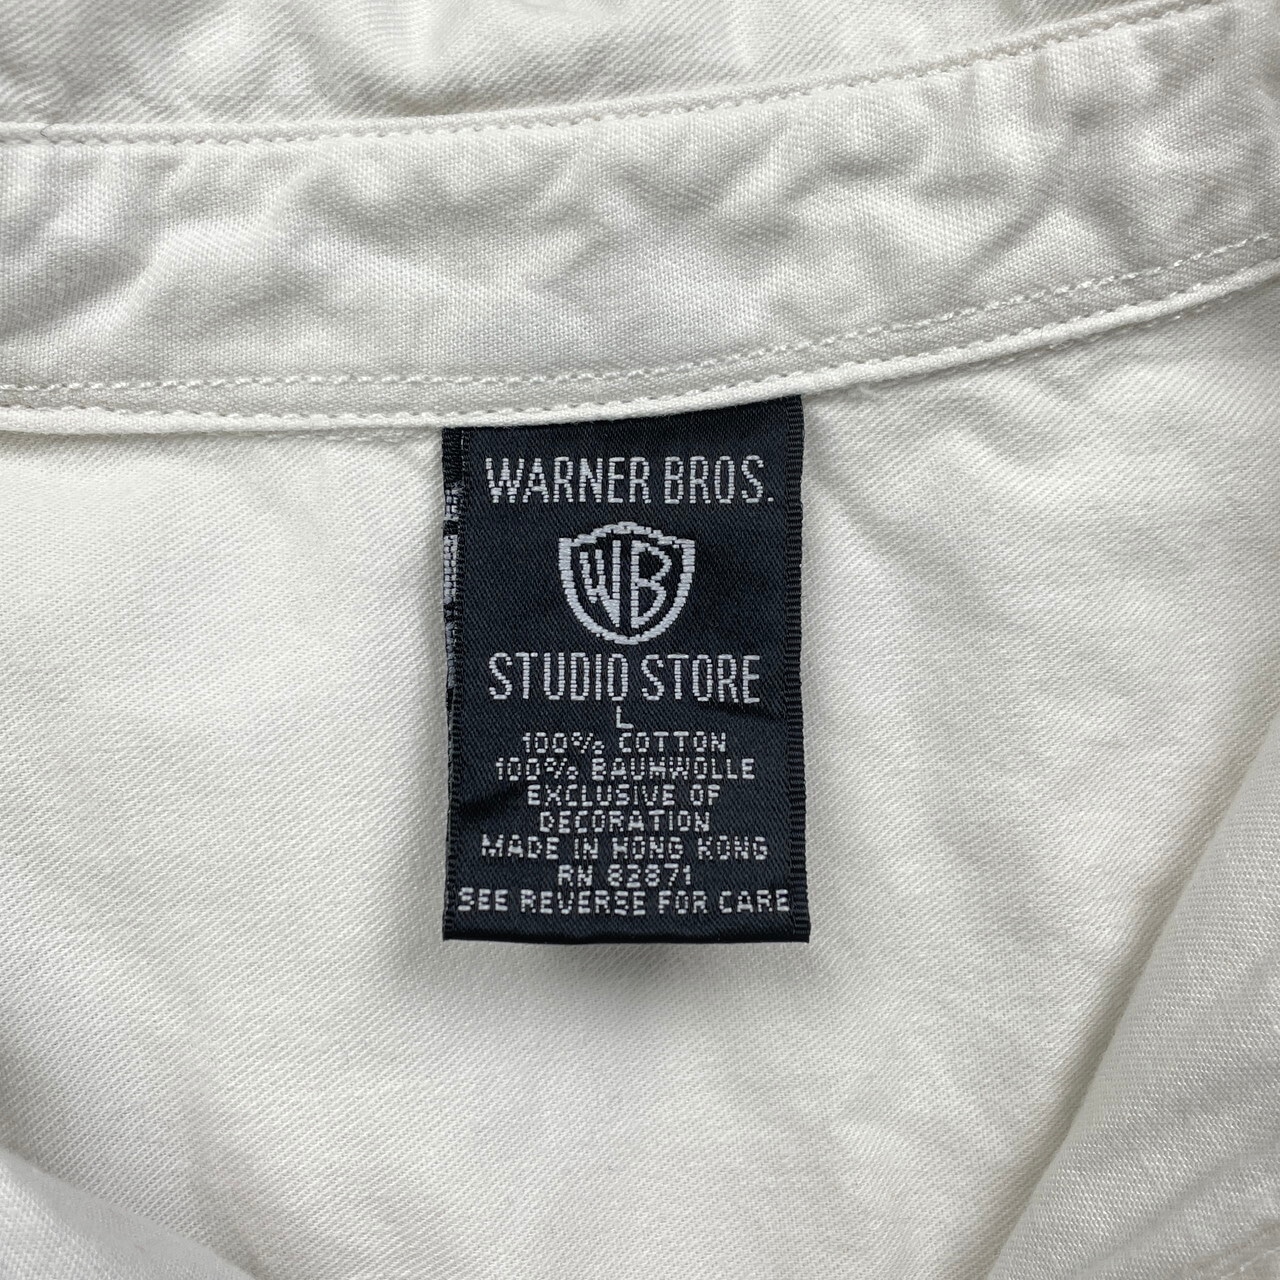 WARNER BROS.
WB
STUDIO STORE
L
100% COTTON
100% BAUMWOLLE
EXCLUSIVE OF
DECORATION
MADE IN HONG KONG
RN 82871
SEE REVERSE FOR CARE